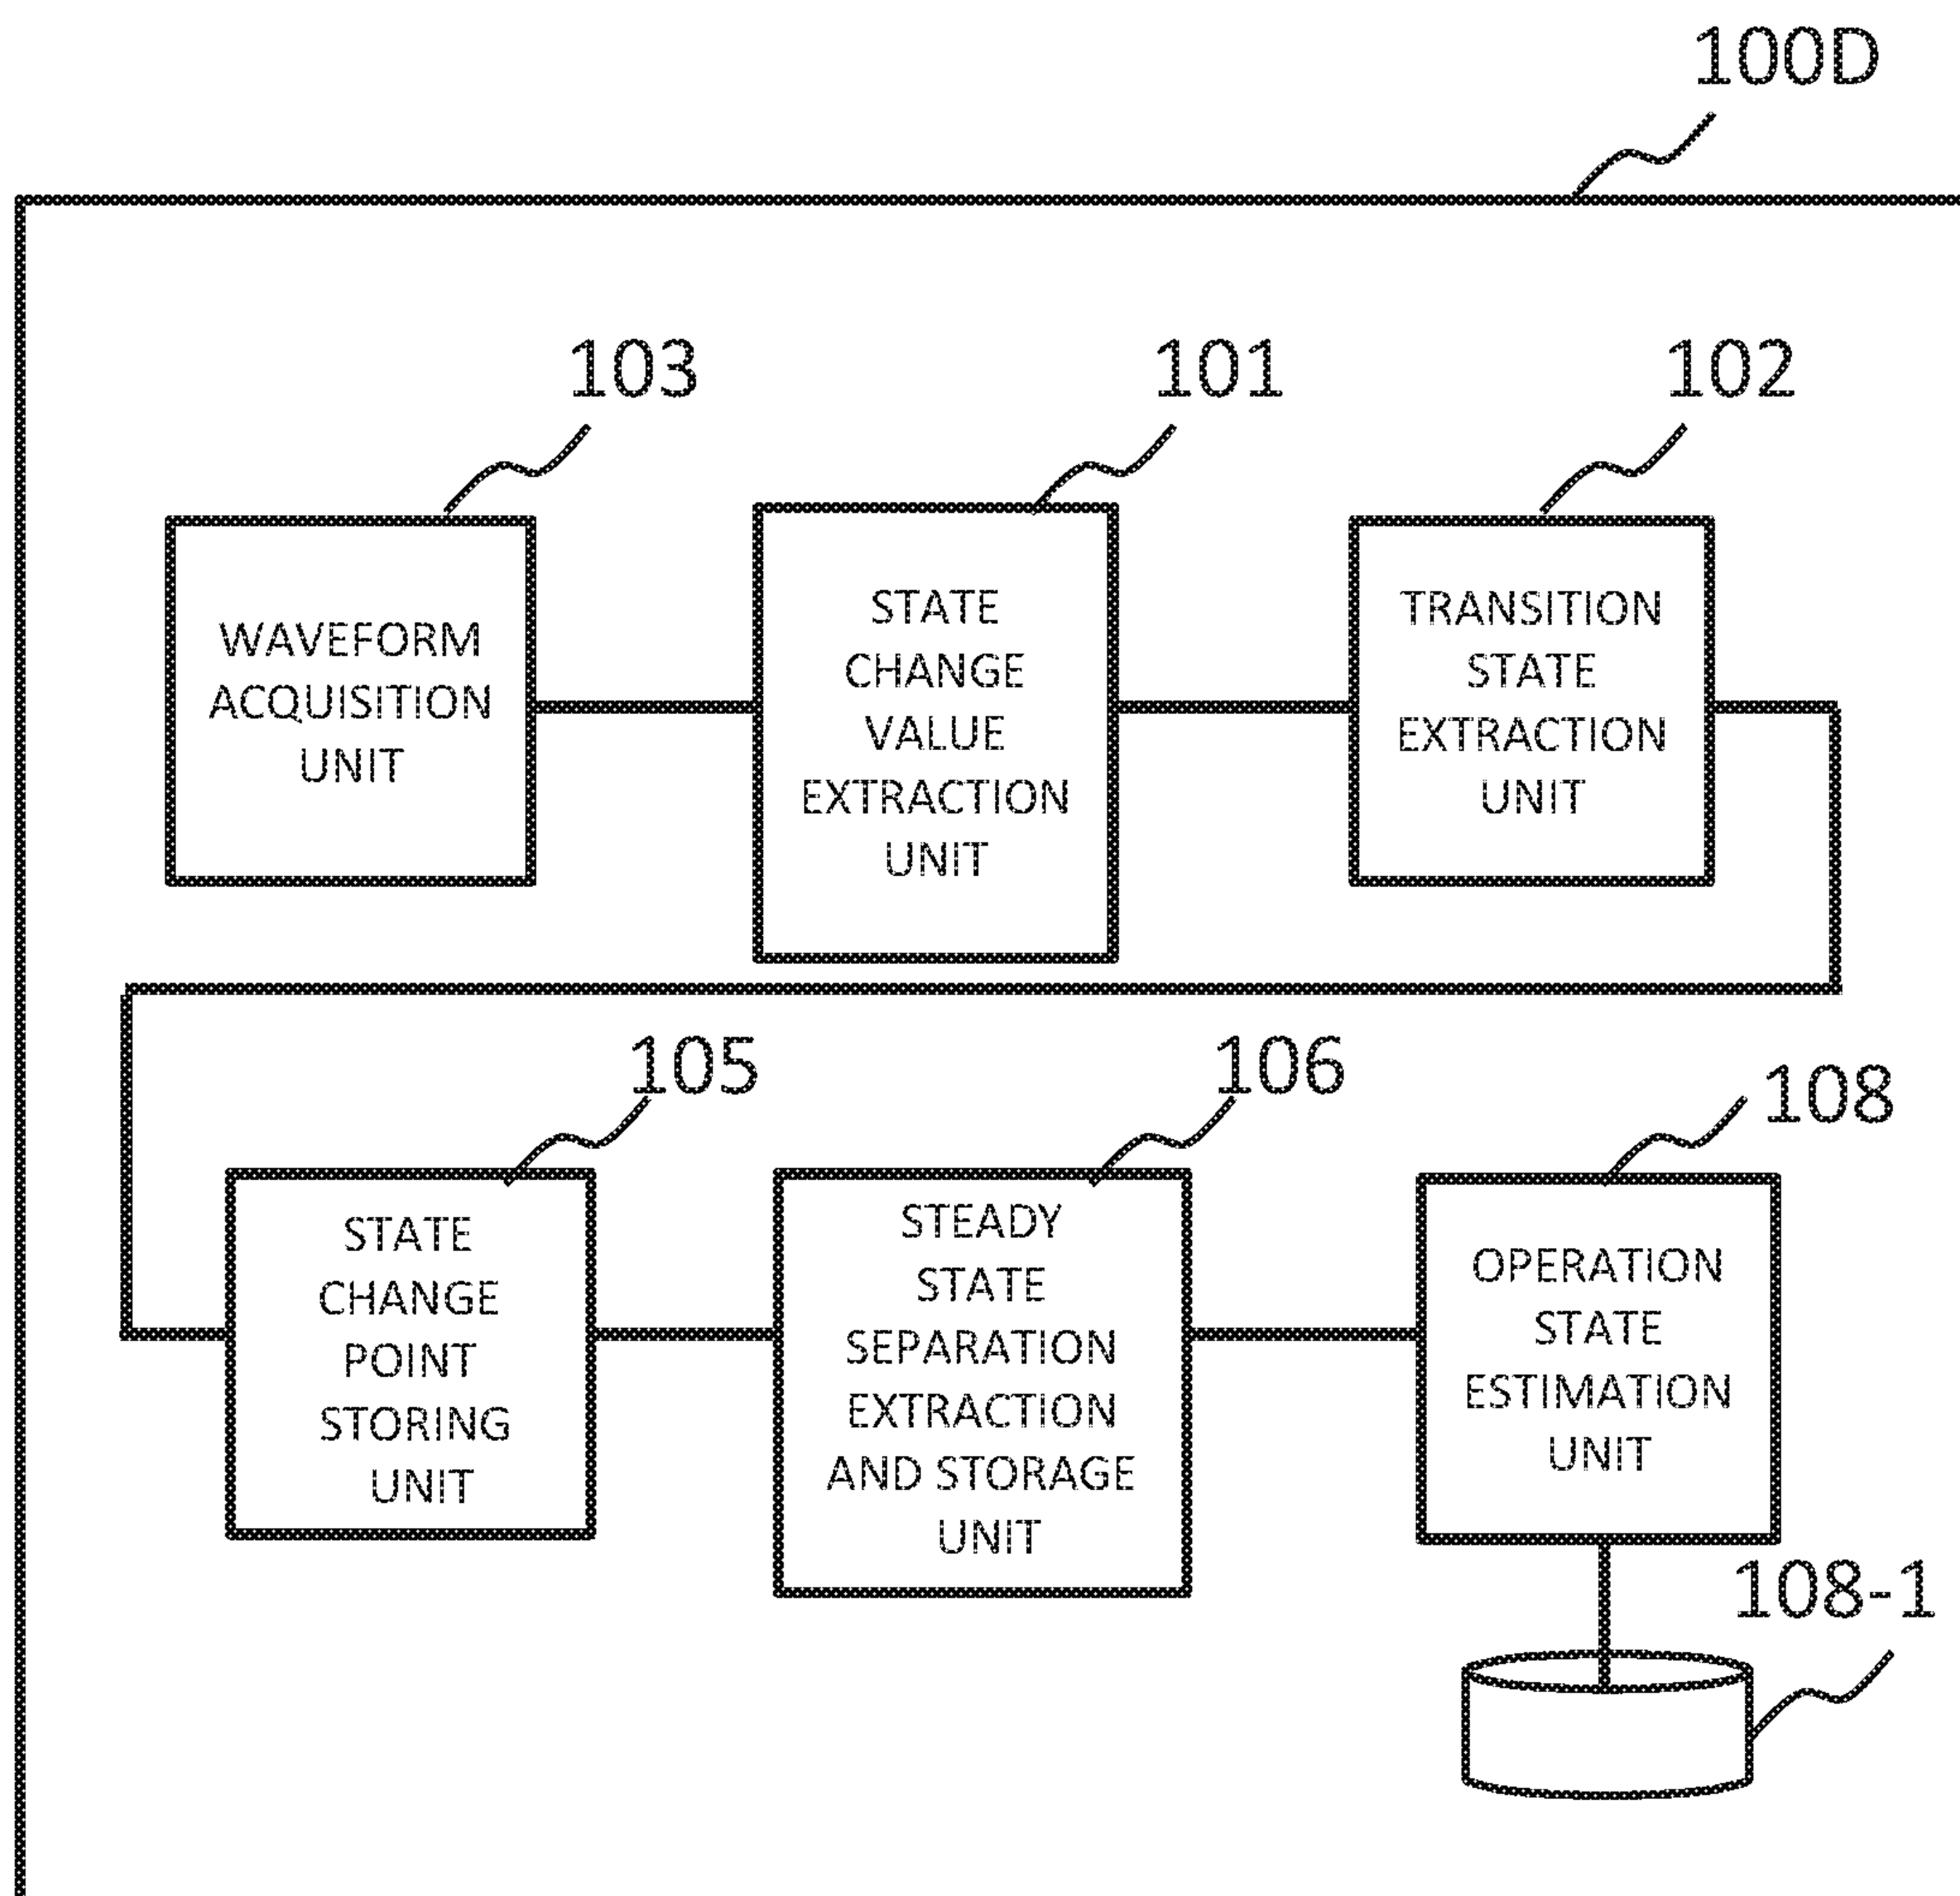 100D
103
101
102
WAVEFORM
ACQUISITION
UNIT
STATE
CHANGE
VALUE
EXTRACTION
UNIT
TRANSITION
STATE
EXTRACTION
UNIT
105
106
108
STATE
CHANGE
POINT
STORING
UNIT
STEADY
STATE
SEPARATION
EXTRACTION
AND STORAGE
UNIT
OPERATION
STATE
ESTIMATION
UNIT
108-1